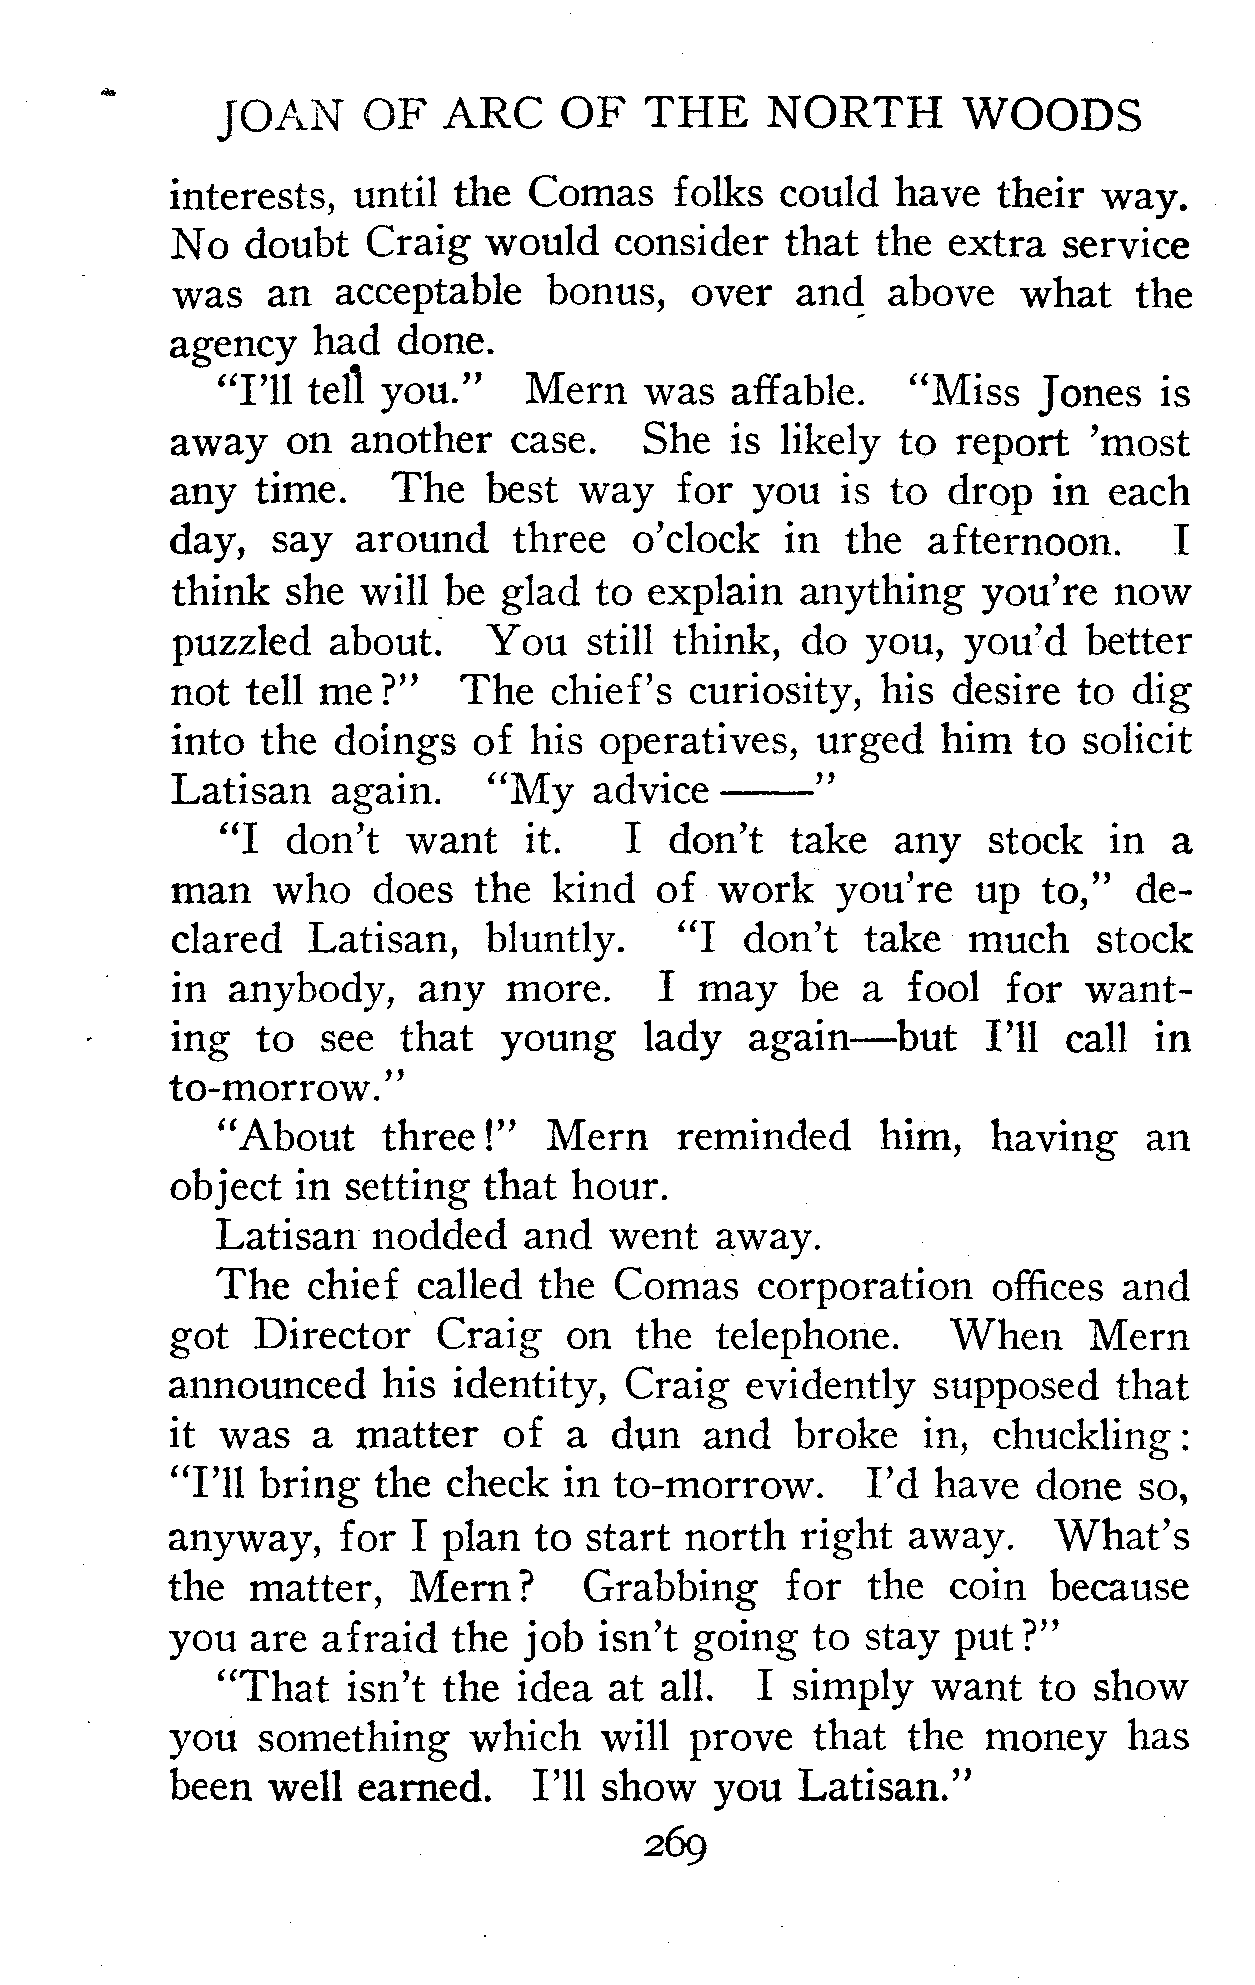 JOAN OF ARC OF THE NORTH WOODS
interests, until the Comas folks could have their way.
No doubt Craig would consider that the extra service
was an acceptable bonus, over and above what the
agency had done.
“I’ll tell you.” Mern was affable. “Miss Jones is
away on another case. She is likely to report ’most
any time. The best way for you is to drop in each
day, say around three o’clock in the afternoon. I
think she will be glad to explain anything you’re now
puzzled about. You still think, do you, you’d better
not tell me?” The chief’s curiosity, his desire to dig
into the doings of his operatives, urged him to solicit
Latisan again. “My advice ——”
“I don’t want it. I don’t take any stock in a
man who does the kind of work you’re up to,” de-
clared Latisan, bluntly. “I don’t take much stock
in anybody, any more. I may be a fool for want-
ing to see that young lady again—but I’ll call in
to-morrow.”
“About three!” Mern reminded him, having an
object in setting that hour.
Latisan nodded and went away.
The chief called the Comas corporation offices and
got Director Craig on the telephone. When Mern
announced his identity, Craig evidently supposed that
it was a matter of a dun and broke in, chuckling:
“I’ll bring the check in to-morrow. I’d have done so,
anyway, for I plan to start north right away. What’s
the matter, Mern? Grabbing for the coin because
you are afraid the job isn’t going to stay put?”
“That isn’t the idea at all. I simply want to show
you something which will prove that the money has
been well earned. I’ll show you Latisan.”
269